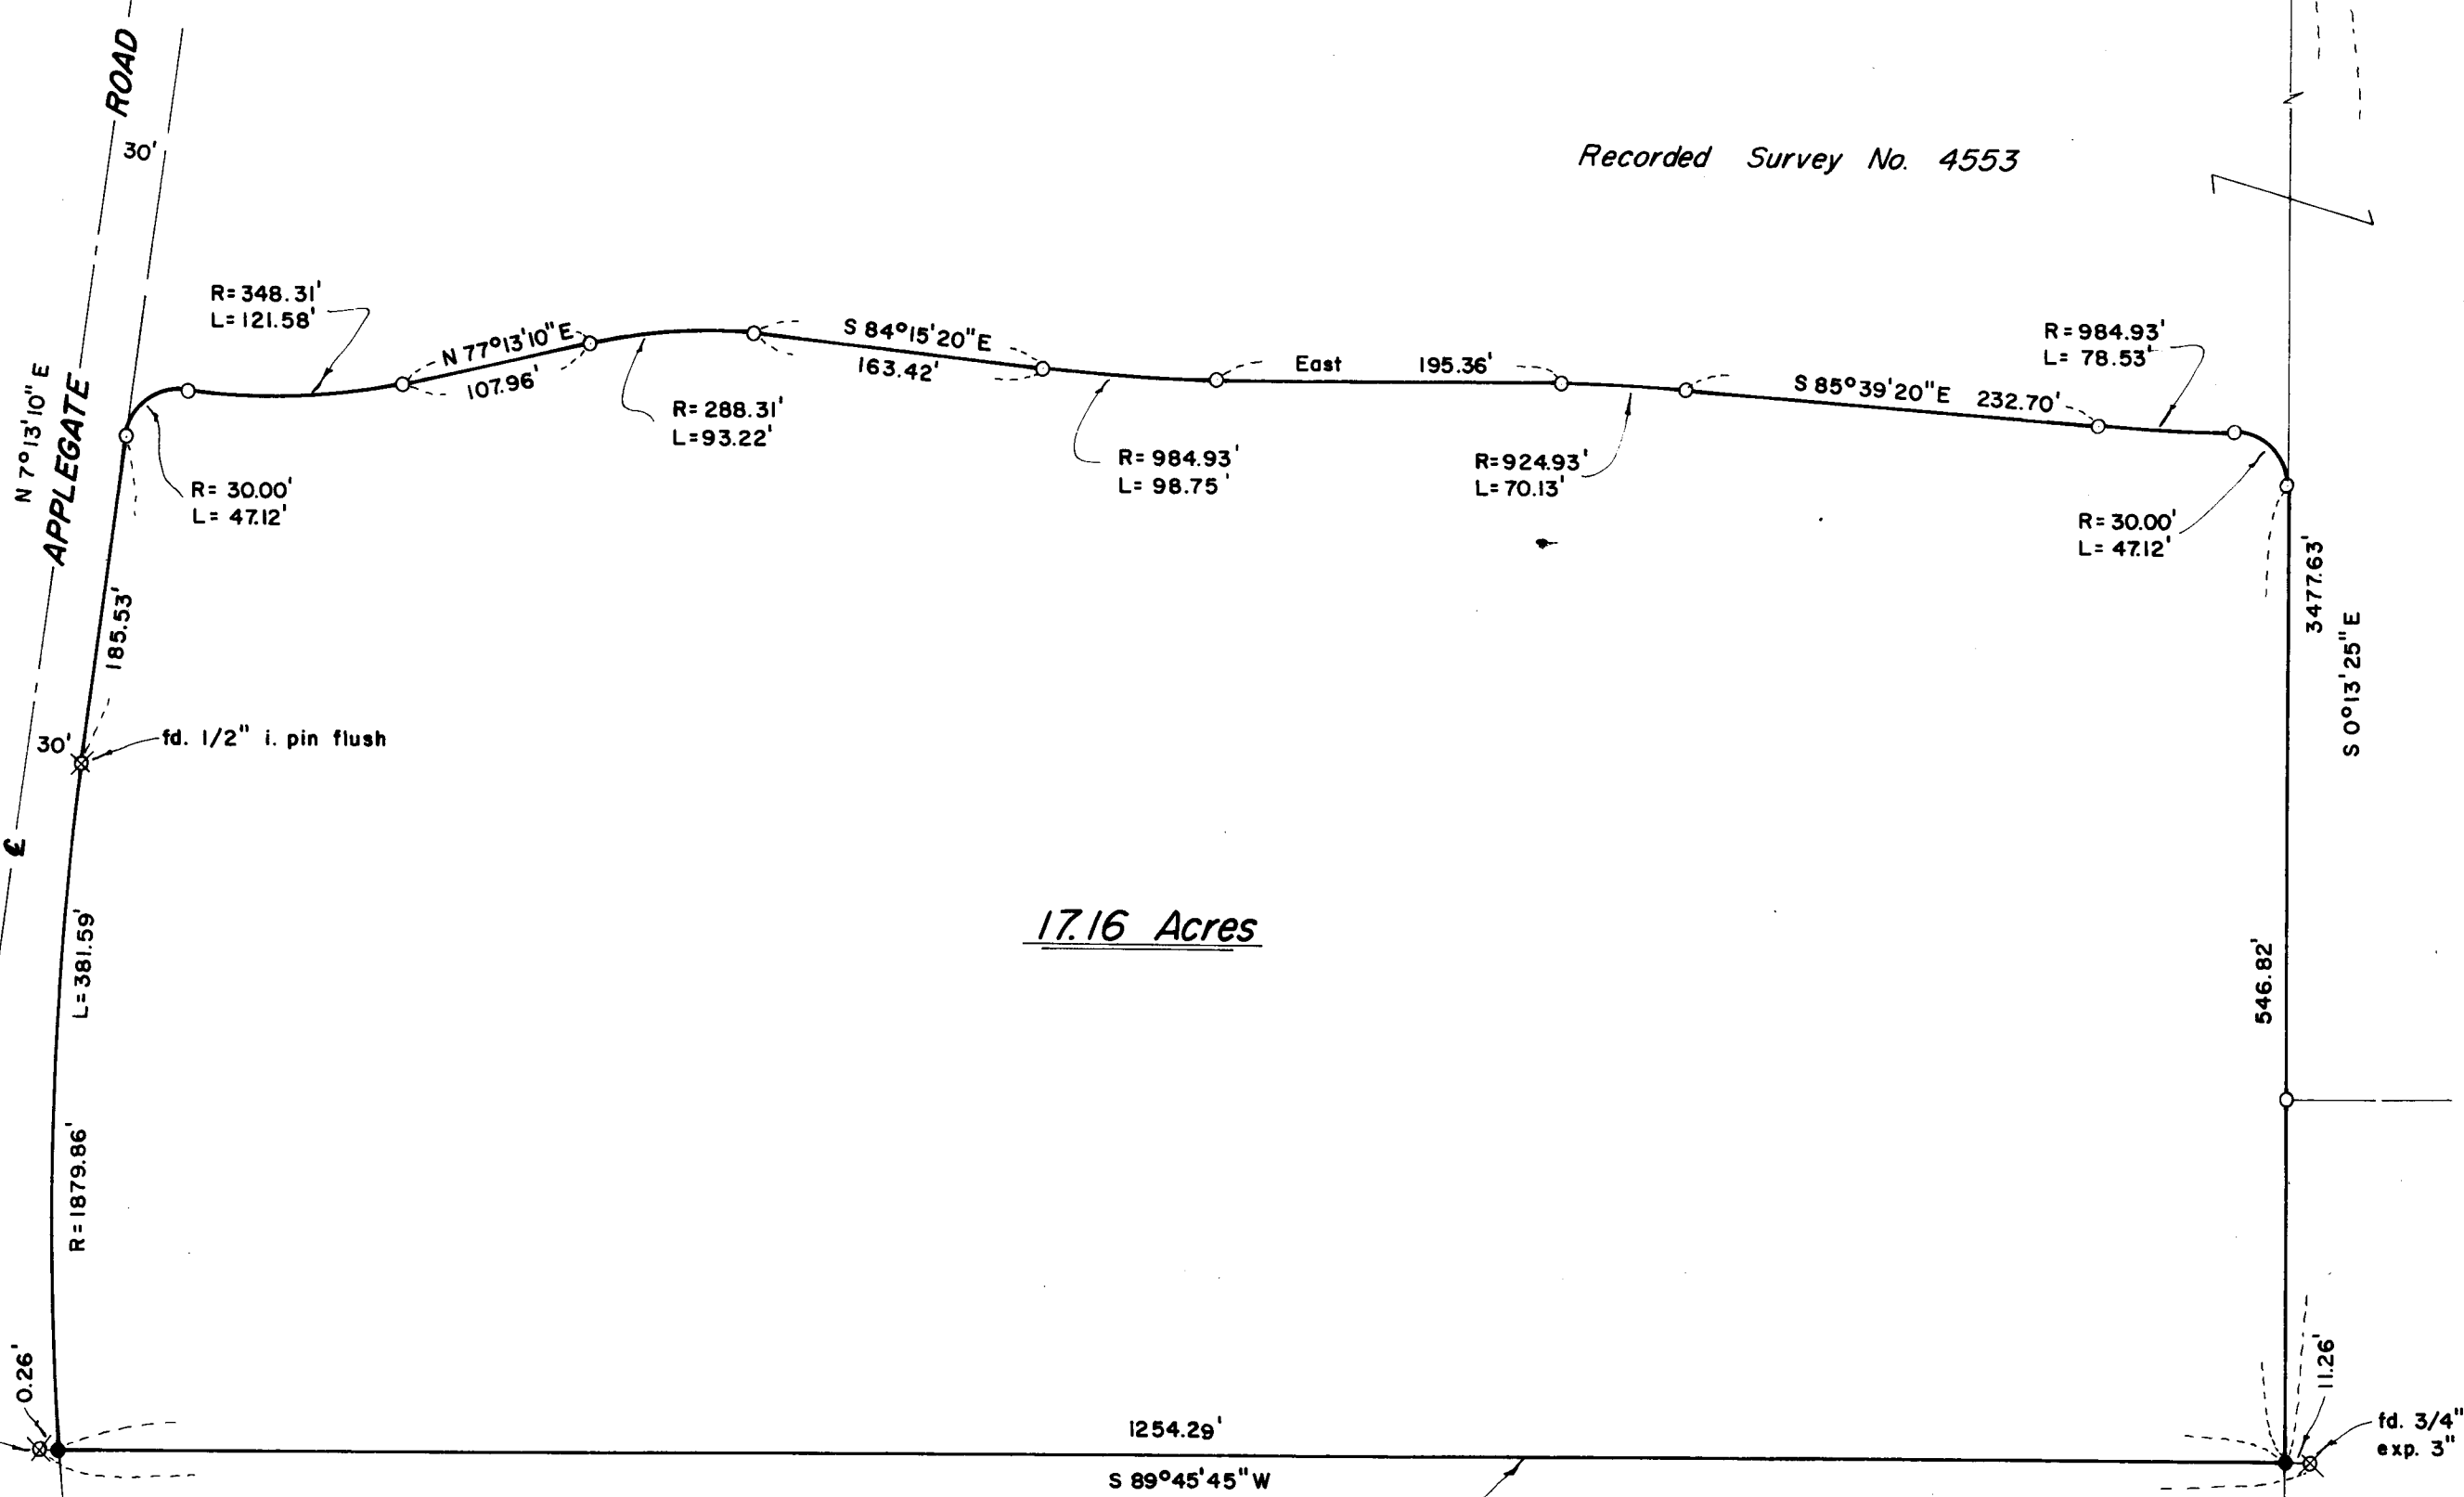 ROAD
30'
Recorded Survey No. 4553
R=348.31'
L=121.58'
N 77°13'10"E
107.96'
S 84°15'20"E
163.42'
East 195.36'
R=984.93'
L= 78.53'
S 85°39'20"E 232.70'
N 7°13'10" E
APPLEGATE
R= 30.00'
L= 47.12'
R= 288.31'
L=93.22'
R= 984.93'
L= 98.75'
R=924.93'
L=70.13'
R= 30.00'
L= 47.12'
3477.63'
S 0°13'25" E
185.53'
30'
fd. 1/2" i. pin flush
℄
L=381.59'
17.16 Acres
546.82'
R=1879.86'
0.26'
11.26'
1254.29'
S 89°45'45" W
fd. 3/4"
exp. 3"